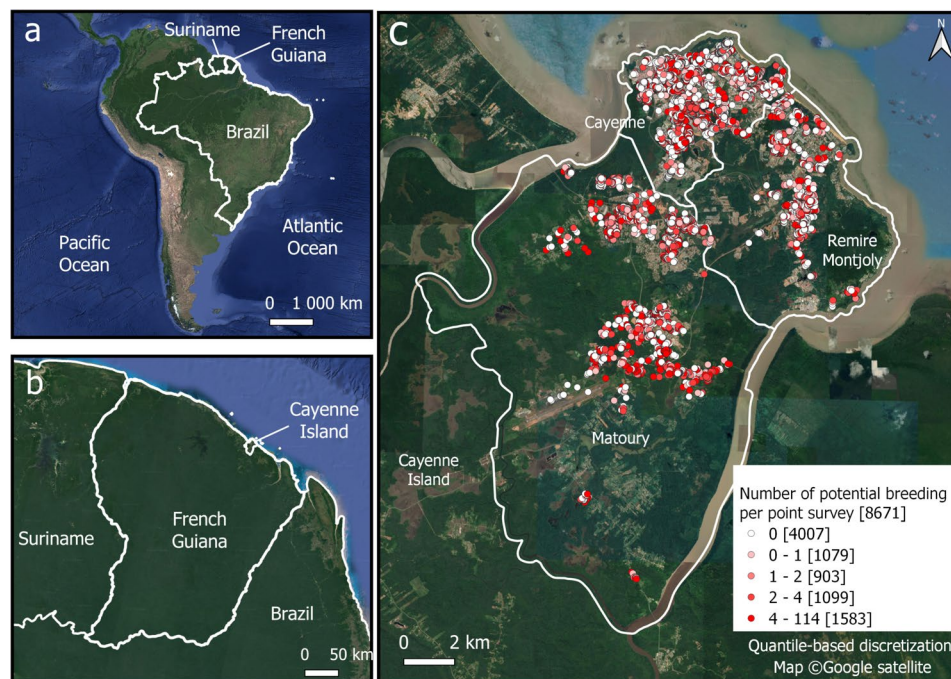 a
Suriname
French
Guiana
Brazil
Pacific
Ocean
Atlantic
Ocean
0 1 000 km
b
Cayenne
Island
Suriname
French
Guiana
Brazil
0 50 km
c
N
Cayenne
Remire
Montjoly
Matoury
Cayenne
Island
0 2 km
Number of potential breeding
per point survey [8671]
0 [4007]
0 - 1 [1079]
1 - 2 [903]
2 - 4 [1099]
4 - 114 [1583]
Quantile-based discretization
Map ©Google satellite